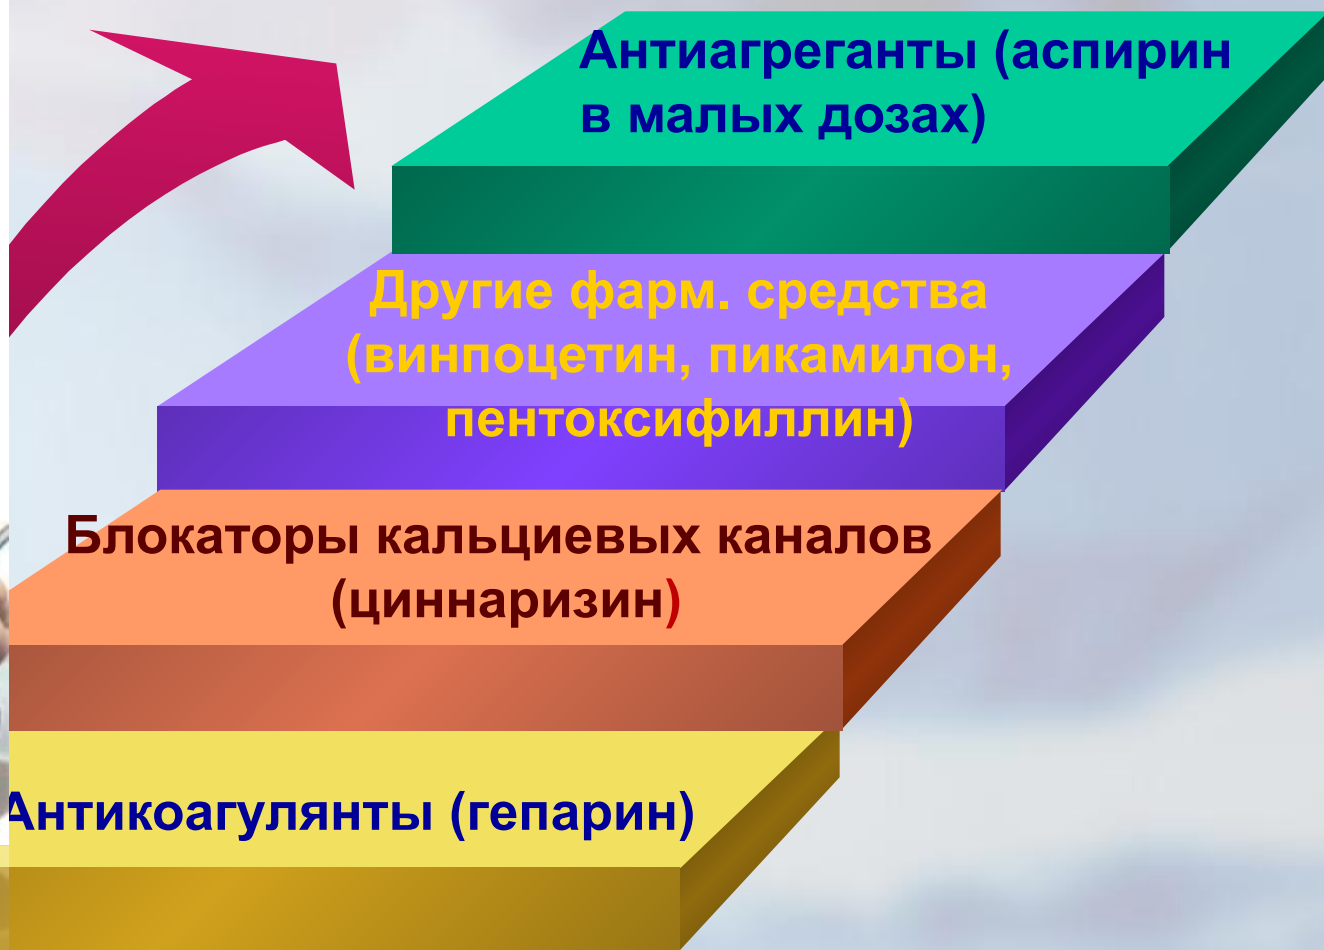 Антиагреганты (аспирин
в малых дозах)
Другие фарм. средства
(винпоцетин, пикамилон,
пентоксифиллин)
Блокаторы кальциевых каналов
(циннаризин)
Антикоагулянты (гепарин)